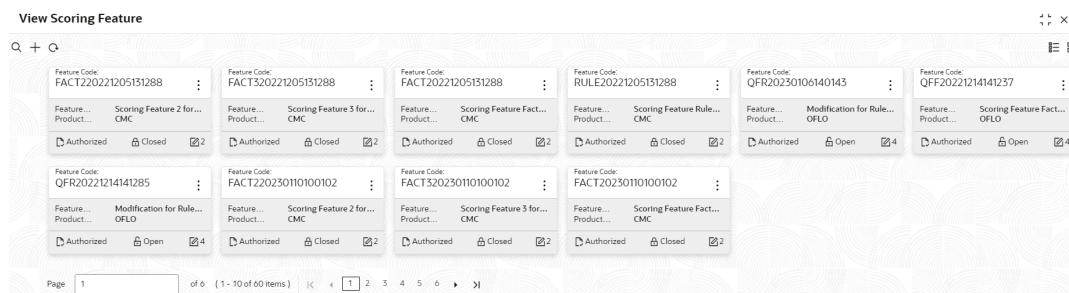 View Scoring Feature
Feature Code: Feature Code: Feature Code: Feature Code: Feature Code: Feature Code:
FACT220221205131288 FACT320221205131288 FACT20221205131288 RULE20221205131288 QFR20230106140143 QFF20221214141237
Feature... Scoring Feature 2 for... Feature... Scoring Feature 3 for... Feature... Scoring Feature Fact... Feature... Scoring Feature Rule... Feature... Modification for Rule... Feature... Scoring Feature Fact...
Product... CMC Product... CMC Product... CMC Product... CMC Product... OFLO Product... OFLO
Authorized Closed 2 Authorized Closed 2 Authorized Closed 2 Authorized Closed 2 Authorized Open 4 Authorized Open 4
Feature Code: Feature Code: Feature Code: Feature Code:
QFR20221214141285 FACT220230110100102 FACT320230110100102 FACT20230110100102
Feature... Modification for Rule... Feature... Scoring Feature 2 for... Feature... Scoring Feature 3 for... Feature... Scoring Feature Fact...
Product... OFLO Product... CMC Product... CMC Product... CMC
Authorized Open 4 Authorized Closed 2 Authorized Closed 2 Authorized Closed 2
Page 1 of 6 (1 - 10 of 60 items) 1 2 3 4 5 6